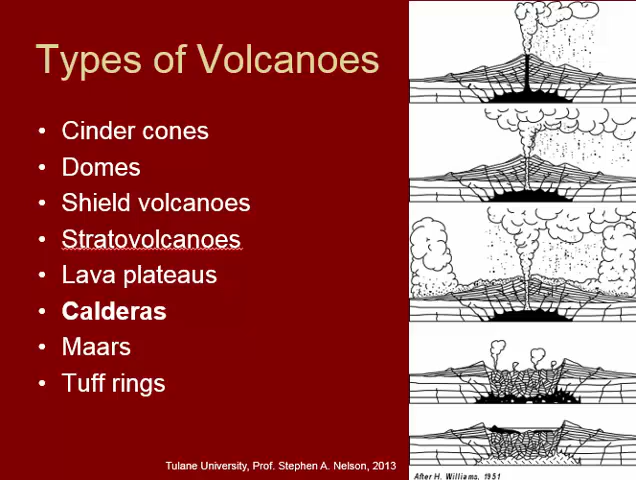 Types of Volcanoes
• Cinder cones
• Domes
• Shield volcanoes
• Stratovolcanoes
• Lava plateaus
• Calderas
• Maars
• Tuff rings
Tulane University, Prof. Stephen A. Nelson, 2013
After H. Williams, 1951